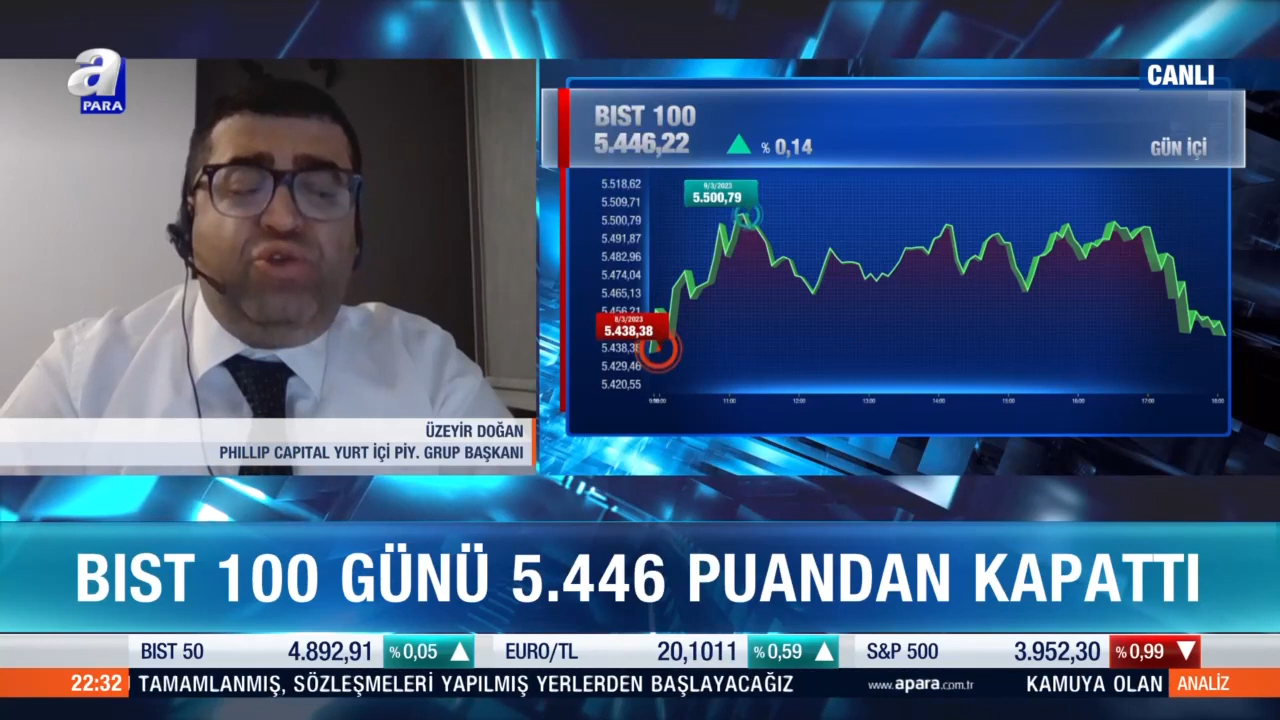 a
PARA
CANLI
BIST 100
5.446,22
% 0,14
GÜN İÇİ
5.518,62
5.509,71
5.500,79
5.491,87
5.482,96
5.474,04
5.465,13
5.456,21
5.438,38
5.429,46
5.420,55
9/3/2023
5.500,79
8/3/2023
5.438,38
11:00
12:00
13:00
14:00
15:00
16:00
17:00
18:00
ÜZEYİR DOĞAN
PHILLIP CAPITAL YURT İÇİ PİY. GRUP BAŞKANI
BIST 100 GÜNÜ 5.446 PUANDAN KAPATTI
BIST 50 4.892,91 % 0,05 EURO/TL 20,1011 % 0,59 S&P 500 3.952,30 % 0,99
22:32 TAMAMLANMIŞ, SÖZLEŞMELERİ YAPILMIŞ YERLERDEN BAŞLAYACAĞIZ www.apara.com.tr KAMUYA OLAN ANALİZ